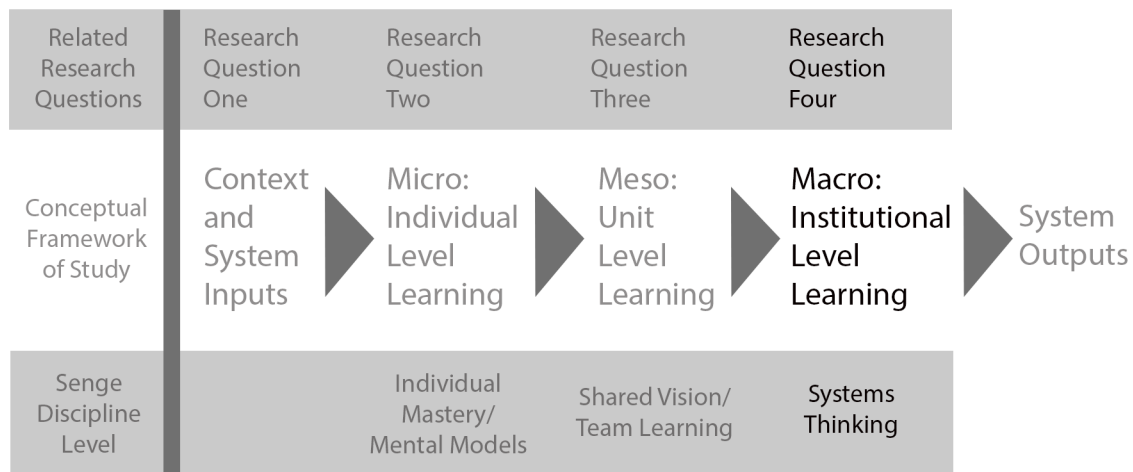 Related
Research
Questions
Research
Question
One
Research
Question
Two
Research
Question
Three
Research
Question
Four
Conceptual
Framework
of Study
Context
and
System
Inputs
Micro:
Individual
Level
Learning
Meso:
Unit
Level
Learning
Macro:
Institutional
Level
Learning
System
Outputs
Senge
Discipline
Level
Individual
Mastery/
Mental Models
Shared Vision/
Team Learning
Systems
Thinking